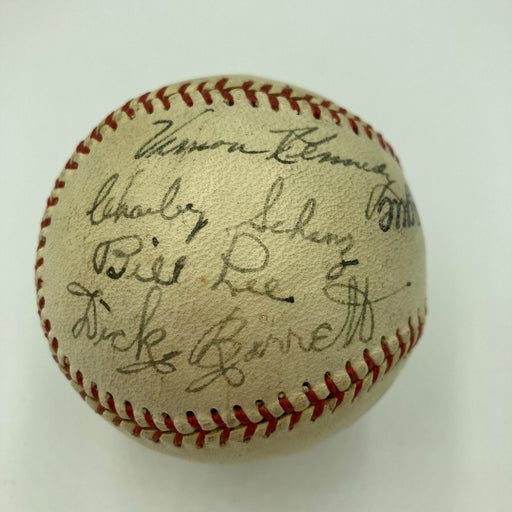 Vernon Kennedy
Charley Schanz
Bill Lee
Dick Barrett